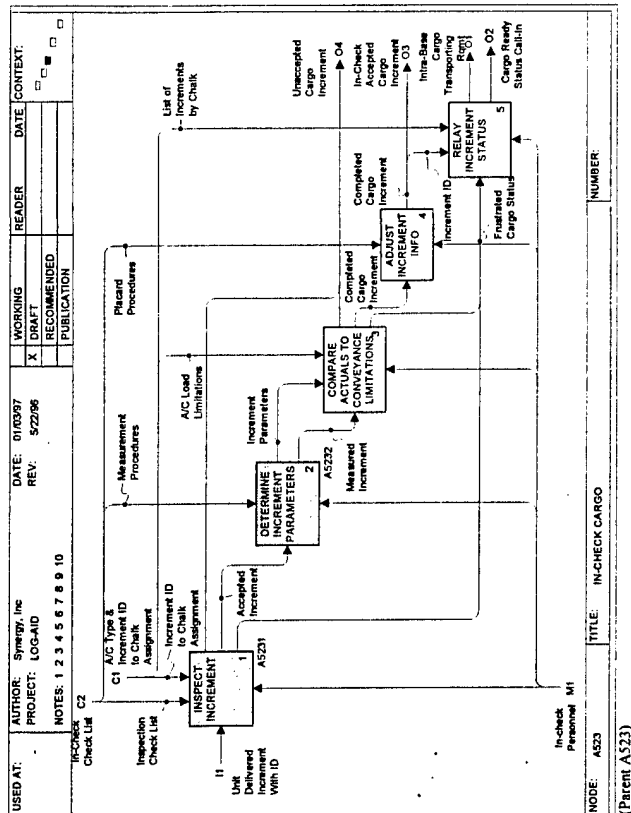 USED AT:
AUTHOR: Synergy, Inc
PROJECT: LOG-AID
NOTES: 1 2 3 4 5 6 7 8 9 10
DATE: 01/03/97
REV: 5/22/96
X
WORKING
DRAFT
RECOMMENDED
PUBLICATION
READER
DATE
CONTEXT:
In-Check
Check List
C2
A/C Type &
Increment ID
to Chalk
Assignment
C1
Inspection
Check List
Increment ID
to Chalk
Assignment
Measurement
Procedures
A/C Load
Limitations
Placard
Procedures
List of
Increments
by Chalk
I1
Unit
Delivered
Increment
With ID
INSPECT
INCREMENT
1
A5231
Accepted
Increment
DETERMINE
INCREMENT
PARAMETERS
2
A5232
Increment
Parameters
Measured
Increment
COMPARE
ACTUALS TO
CONVEYANCE
LIMITATIONS
3
Completed
Cargo
Increment
ADJUST
INCREMENT
INFO
4
Completed
Cargo
Increment
Increment ID
Frustrated
Cargo Status
RELAY
INCREMENT
STATUS
5
Unaccepted
Cargo
Increment
O4
In-Check
Accepted
Cargo
Increment
O3
Intra-Base
Cargo
Transporting
Rqmt
O1
O2
Cargo Ready
Status Call-In
In-check
Personnel
M1
NODE: A523
TITLE: IN-CHECK CARGO
NUMBER:
(Parent A523)